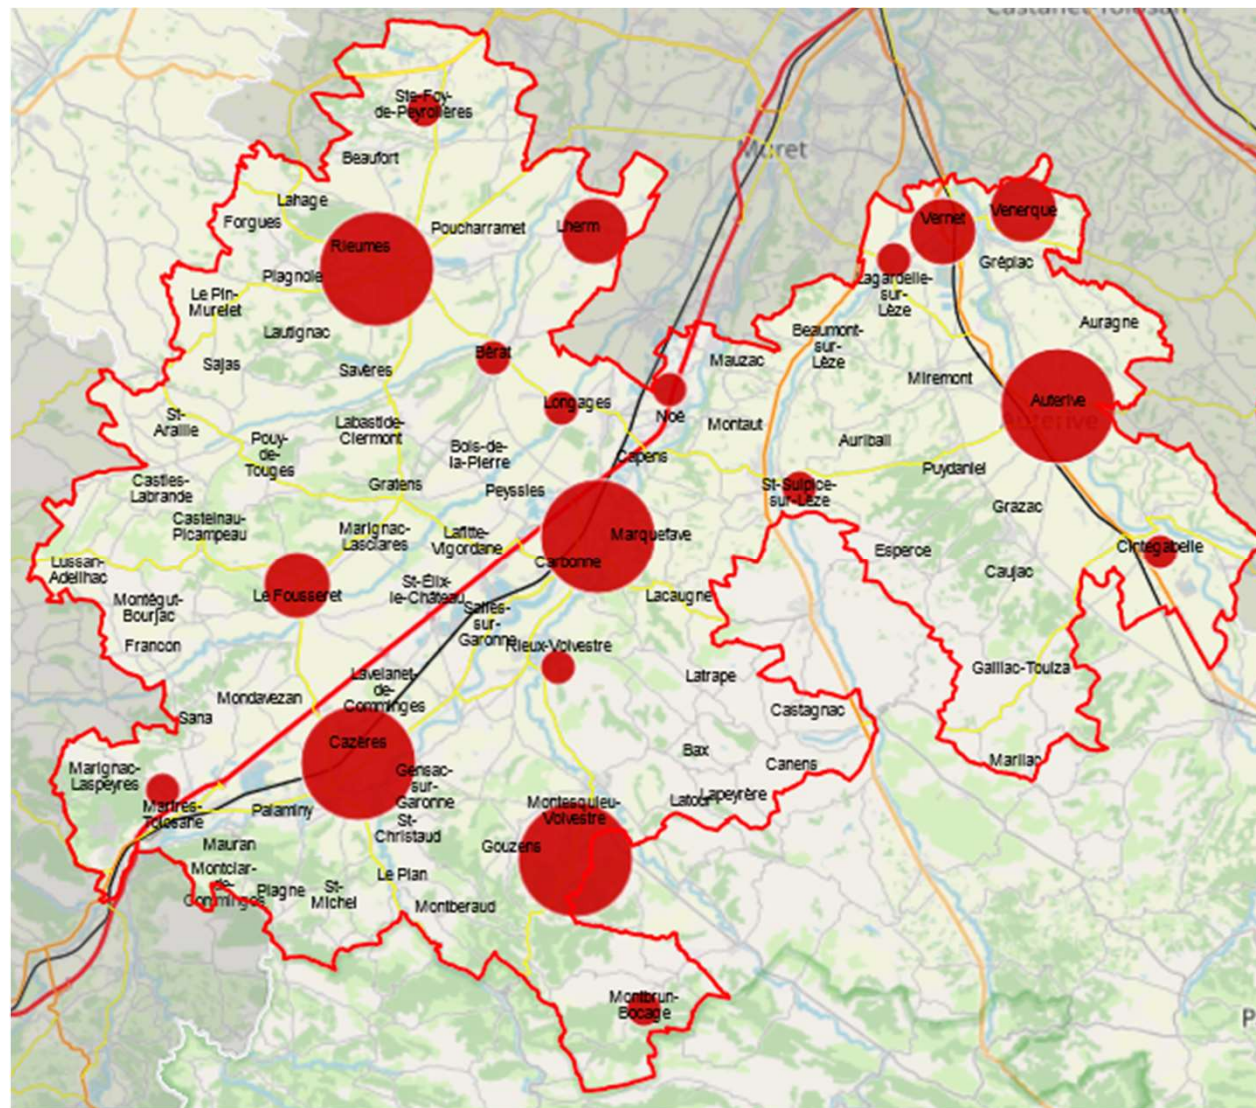 Castanet-Tolosan
Ste-Foy-
de-Peyrolières
Beaufort
Muret
Lahage
Forgues
Poucharramet
Lherm
Rieumes
Vernet
Venerque
Plagnole
Grépiac
Lagardelle-
sur-
Lèze
Le Pin-
Murelet
Auragne
Lautignac
Beaumont-
sur-
Lèze
Bérat
Mauzac
Sajas
Savères
Miremont
Longages
Noé
Auterive
Auterive
St-
Araille
Labastide-
Clermont
Montaut
Pouy-
de-
Touges
Bois-
de-
la-Pierre
Auribail
Capens
Puydaniel
Casties-
Labrande
Gratens
Peyssies
St-Sulpice-
sur-Lèze
Grazac
Castelnau-
Picampeau
Marignac-
Lasclares
Lafitte-
Vigordane
Marquefave
Carbonne
Esperce
Cintegabelle
Lussan-
Adeilhac
Caujac
St-Élix-
le-Château
Le Fousseret
Lacaugne
Montégut-
Bourjac
Salles-
sur-
Garonne
Francon
Rieux-Volvestre
Gaillac-Toulza
Latrape
Lavelanet-
de-
Comminges
Mondavezan
Castagnac
Sana
Cazères
Bax
Canens
Marliac
Marignac-
Laspeyres
Gensac-
sur-
Garonne
Martres-
Tolosane
Palaminy
Montesquieu-
Volvestre
Latour
Lapeyrère
St-
Christaud
Mauran
Gouzens
Montclar-
de-
Comminges
Plagne
St-
Michel
Le Plan
Montberaud
Montbrun-
Bocage
P